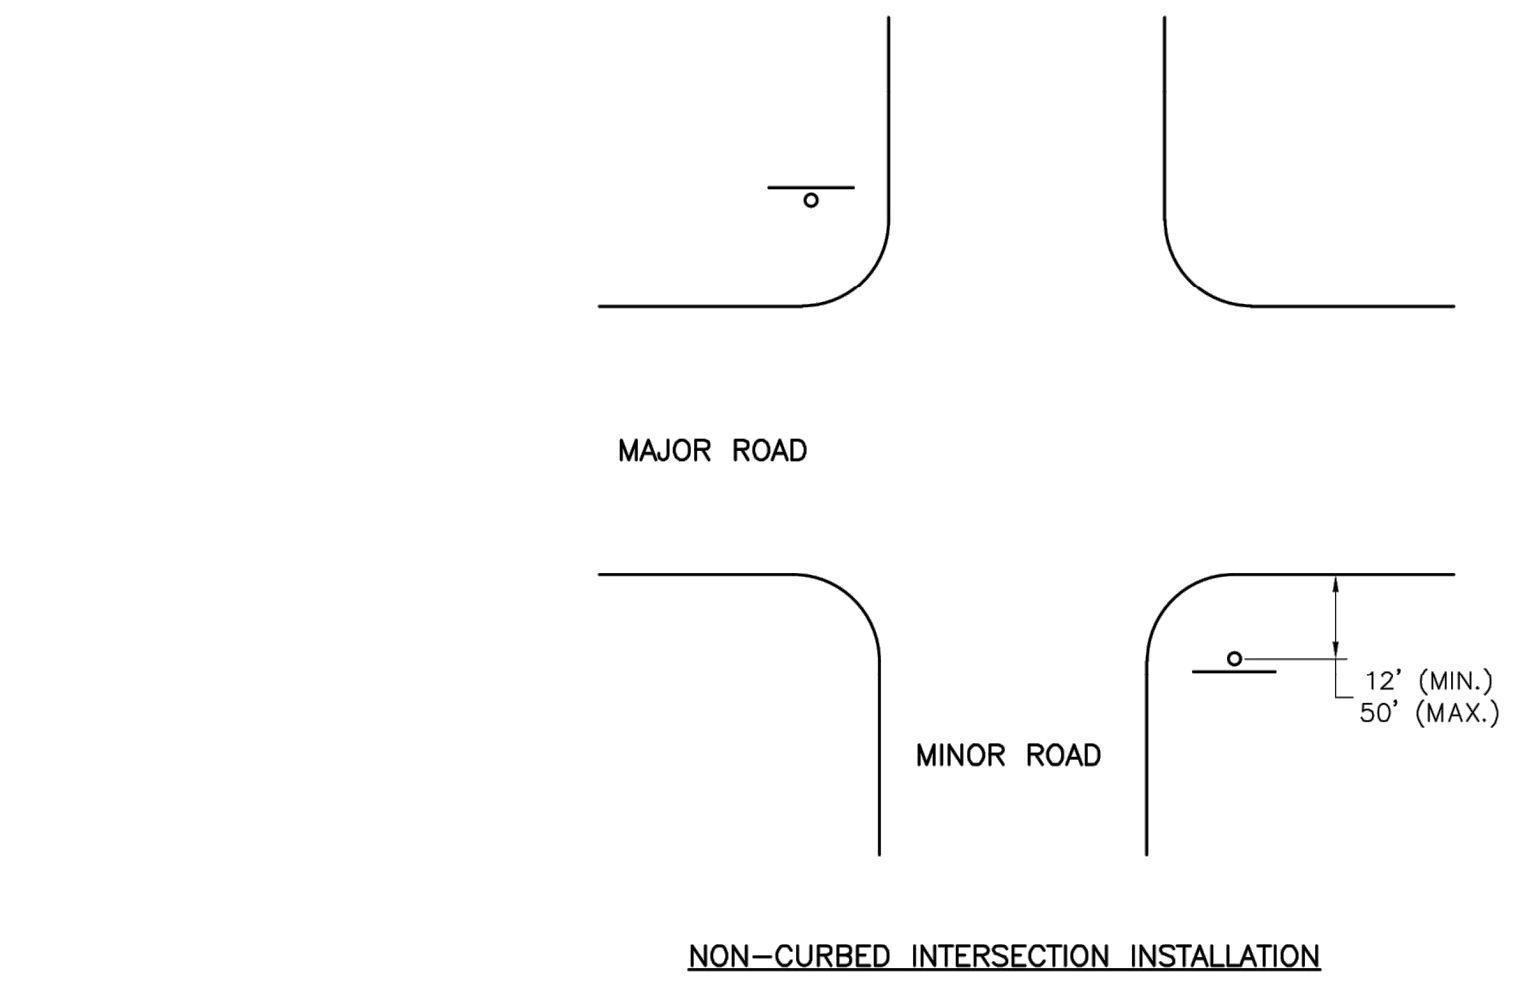 MAJOR ROAD
12' (MIN.)
50' (MAX.)
MINOR ROAD
NON-CURBED INTERSECTION INSTALLATION